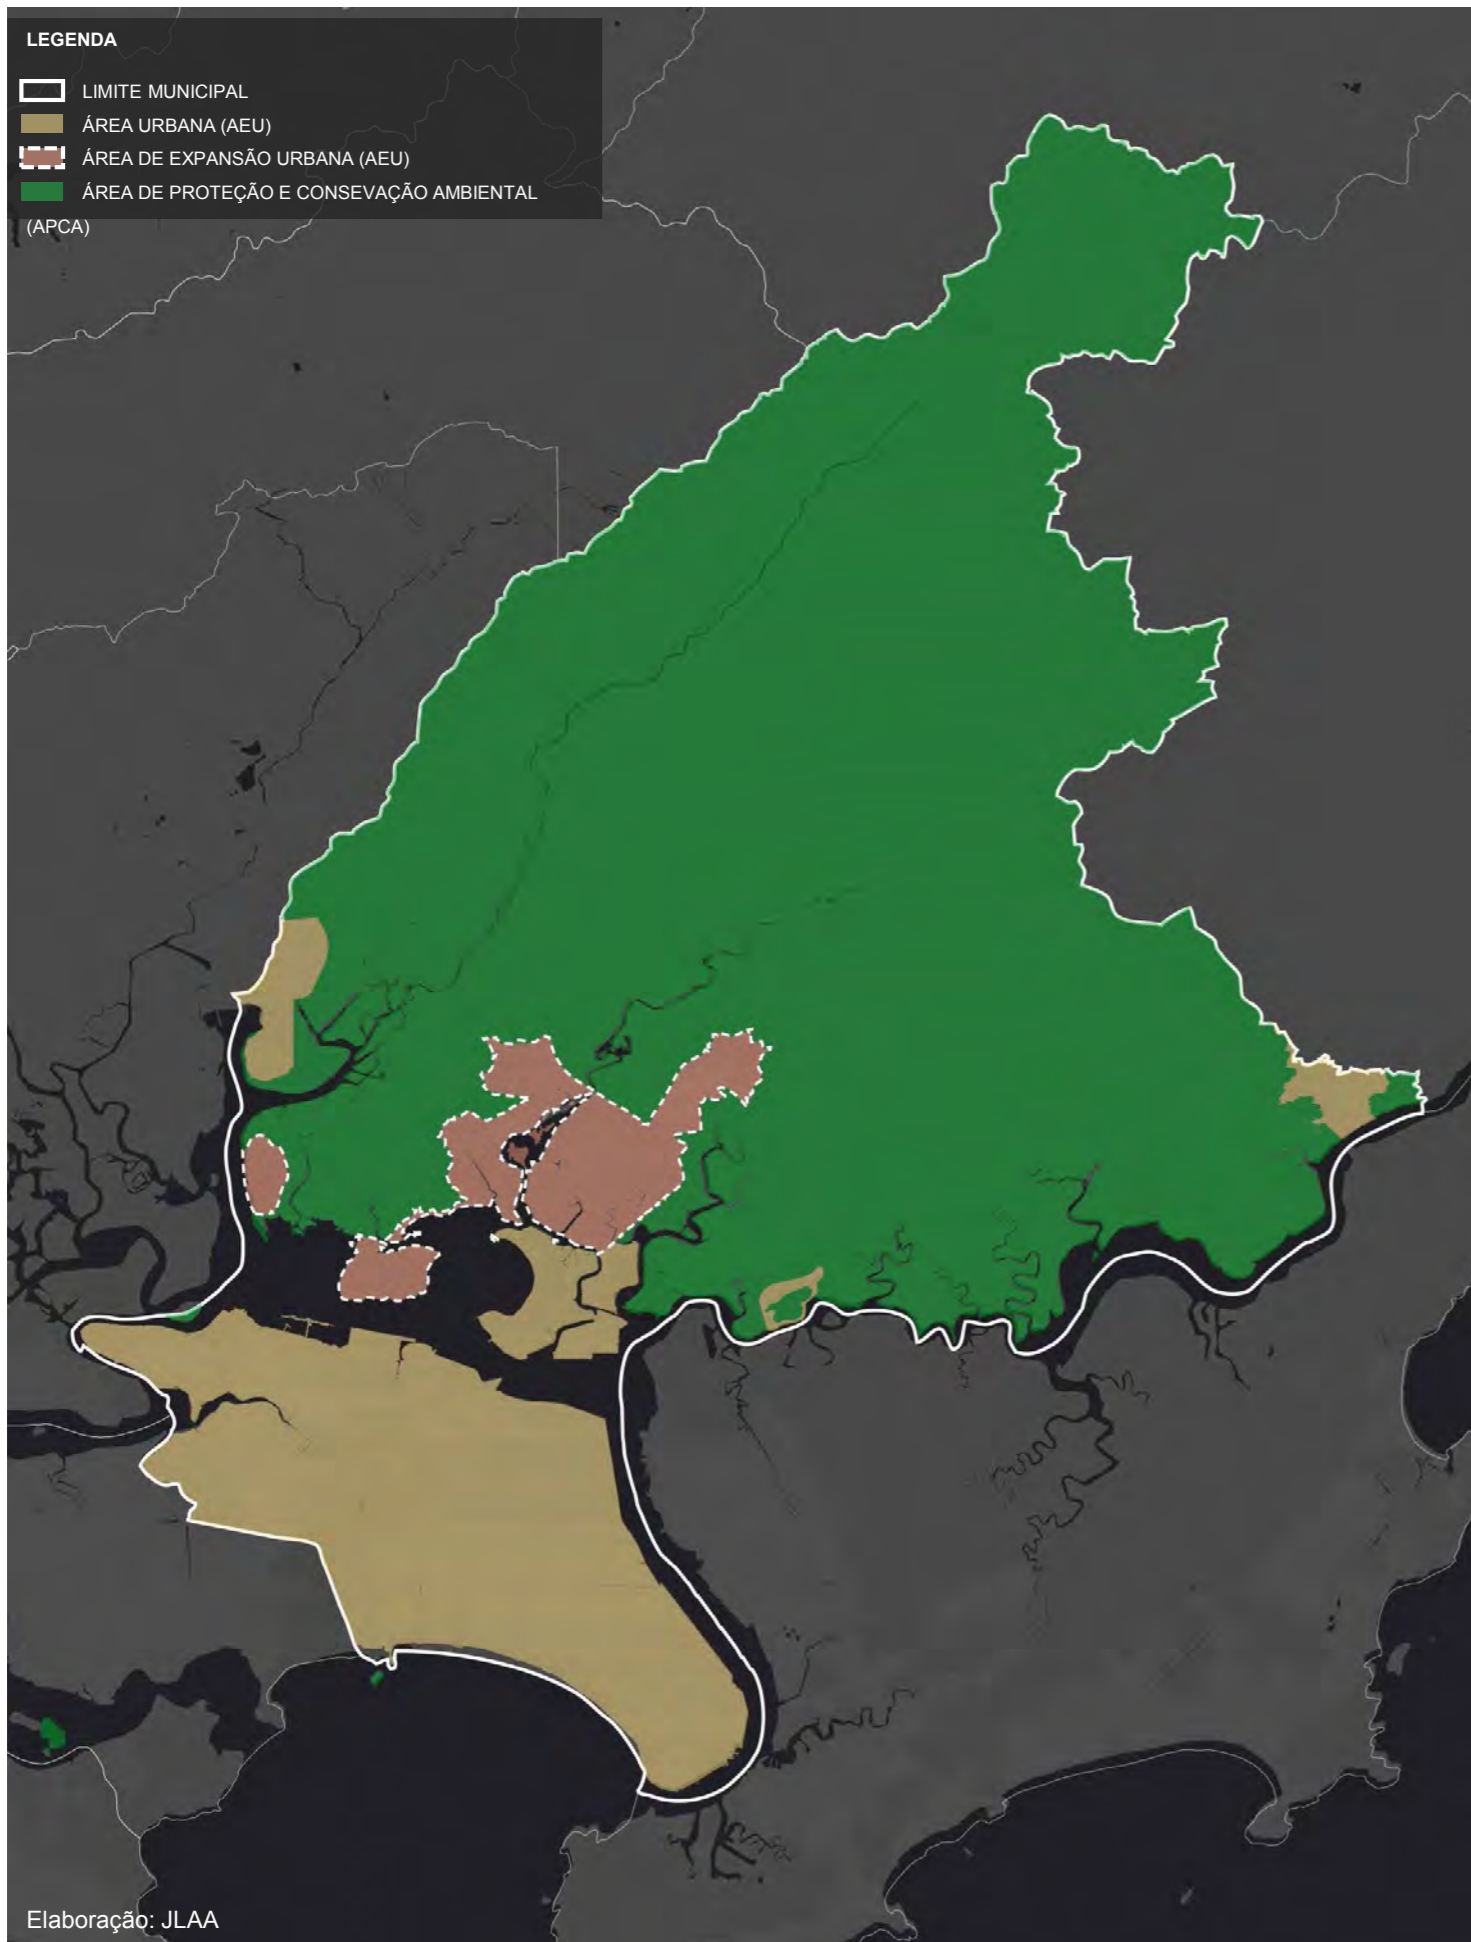 LEGENDA
LIMITE MUNICIPAL
ÁREA URBANA (AEU)
ÁREA DE EXPANSÃO URBANA (AEU)
ÁREA DE PROTEÇÃO E CONSEVAÇÃO AMBIENTAL
(APCA)
Elaboração: JLAA